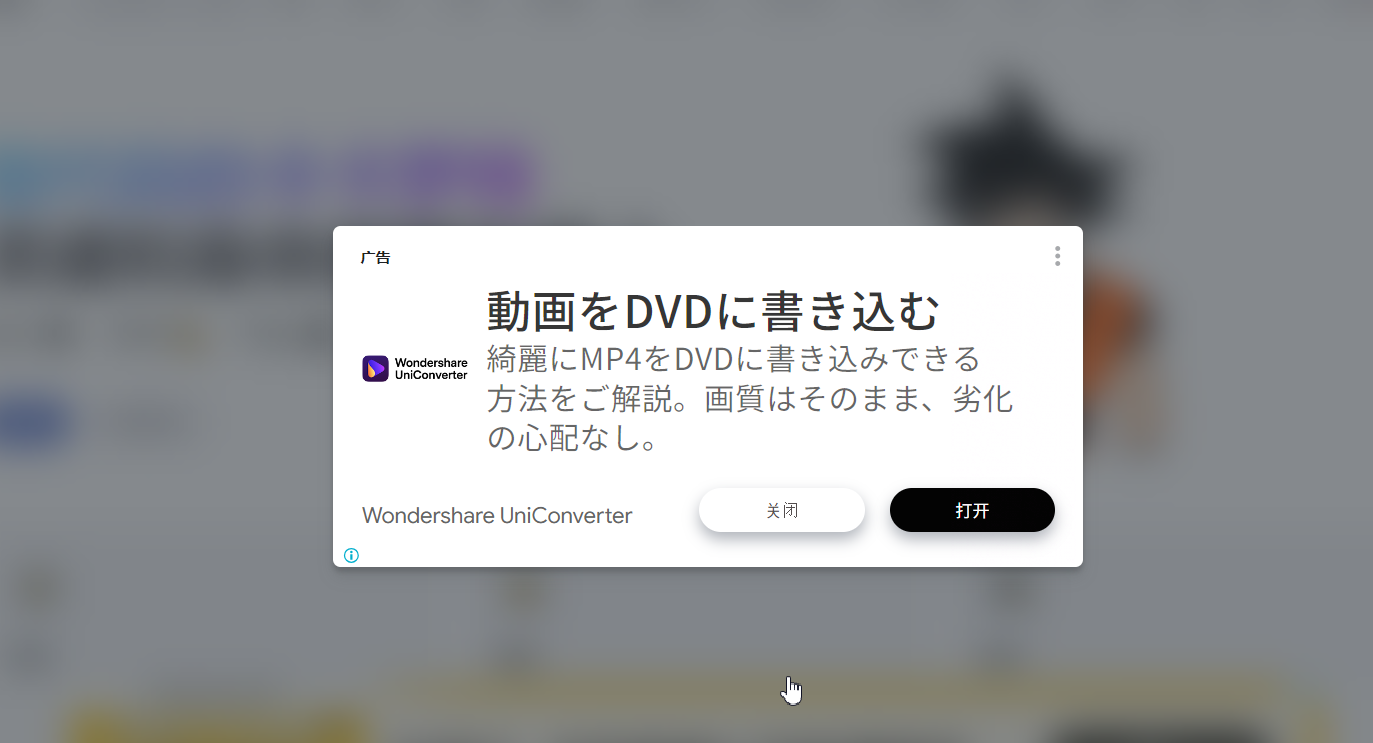 广告
動画をDVDに書き込む
Wondershare
UniConverter
綺麗にMP4をDVDに書き込みできる
方法をご解説。画質はそのまま、劣化
の心配なし。
Wondershare UniConverter
关闭
打开